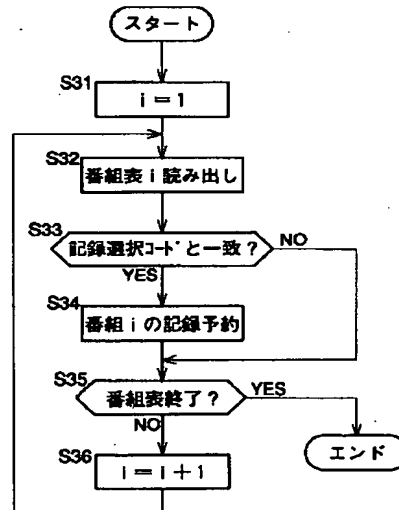 スタート
S31
i=1
S32
番組表i読み出し
S33
記録選択コードと一致?
NO
YES
S34
番組iの記録予約
S35
番組表終了?
YES
NO
エンド
S36
i=i+1